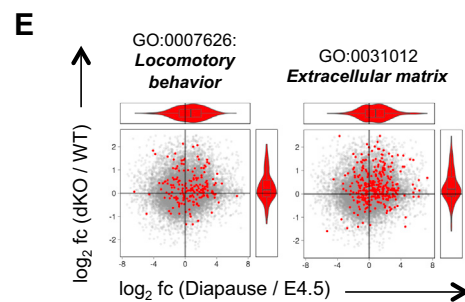 E
GO:0007626:
Locomotory
behavior
GO:0031012
Extracellular matrix
log2 fc (dKO / WT)
2
1
0
-1
-2
-8
-4
0
4
8
-8
-4
0
4
8
2
1
0
-1
-2
log2 fc (Diapause / E4.5)